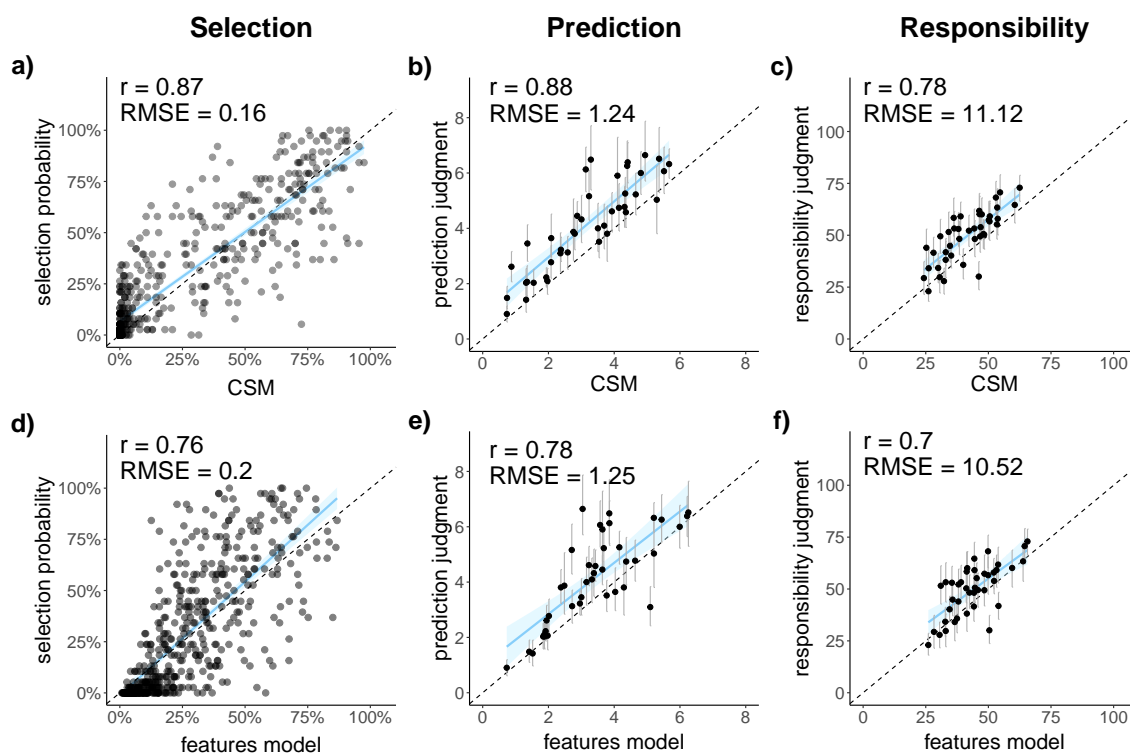 Selection
Prediction
Responsibility
a)
r = 0.87
RMSE = 0.16
selection probability
100%
75%
50%
25%
0%
0%
25%
50%
75%
100%
CSM
b)
r = 0.88
RMSE = 1.24
prediction judgment
8
6
4
2
0
0
2
4
6
8
CSM
c)
r = 0.78
RMSE = 11.12
responsibility judgment
100
75
50
25
0
0
25
50
75
100
CSM
d)
r = 0.76
RMSE = 0.2
selection probability
100%
75%
50%
25%
0%
0%
25%
50%
75%
100%
features model
e)
r = 0.78
RMSE = 1.25
prediction judgment
8
6
4
2
0
0
2
4
6
8
features model
f)
r = 0.7
RMSE = 10.52
responsibility judgment
100
75
50
25
0
0
25
50
75
100
features model